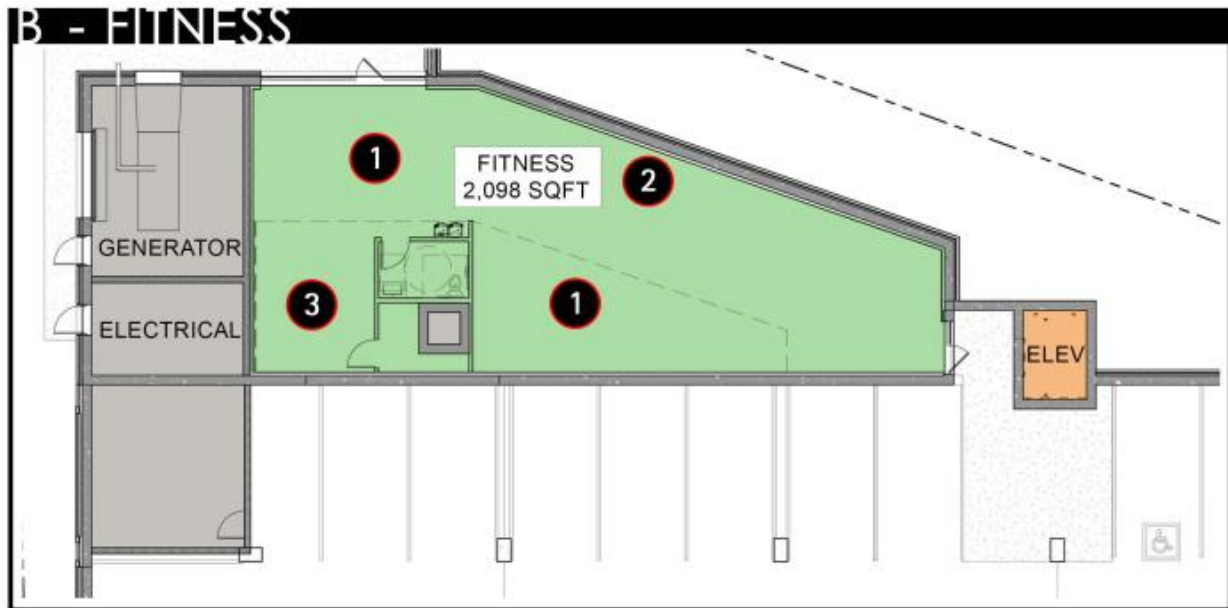 B - FITNESS
1
FITNESS
2,098 SQFT
2
GENERATOR
3
1
ELECTRICAL
ELEV